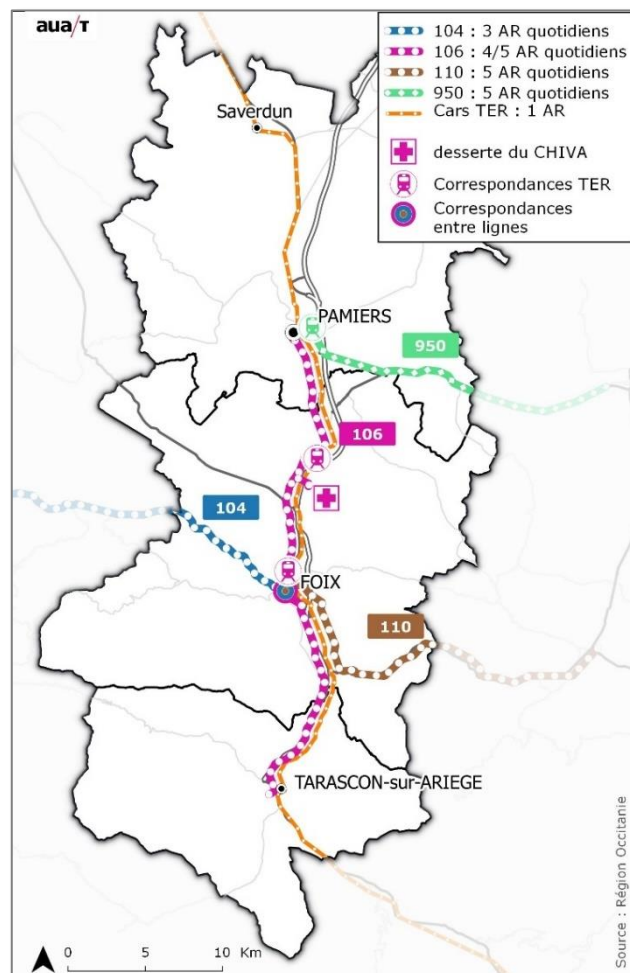 aua/T
104 : 3 AR quotidiens
106 : 4/5 AR quotidiens
110 : 5 AR quotidiens
950 : 5 AR quotidiens
Cars TER : 1 AR
desserte du CHIVA
Correspondances TER
Correspondances
entre lignes
Saverdun
PAMIERS
950
106
104
FOIX
110
TARASCON-sur-ARIEGE
Source : Région Occitanie
0 5 10 Km